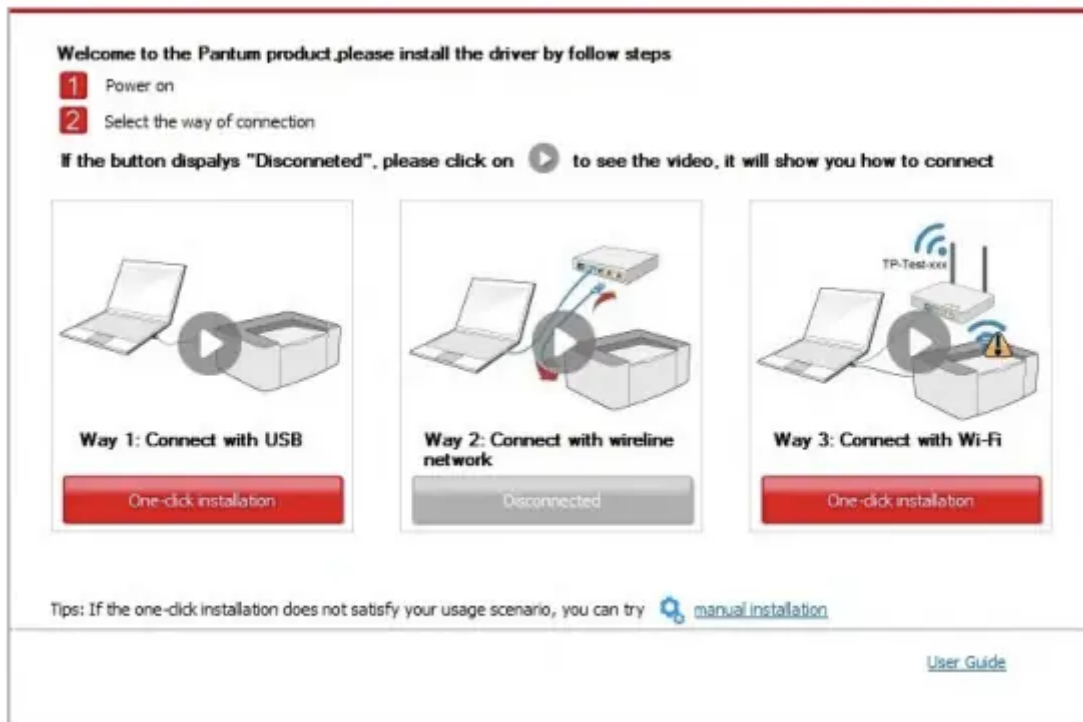 Welcome to the Pantum product,please install the driver by follow steps
1 Power on
2 Select the way of connection
If the button dispalys "Disconneted", please click on to see the video, it will show you how to connect
TP-Test-xxx
Way 1: Connect with USB
One-click installation
Way 2: Connect with wireline
network
Disconnected
Way 3: Connect with Wi-Fi
One-click installation
Tips: If the one-click installation does not satisfy your usage scenario, you can try manual installation
User Guide